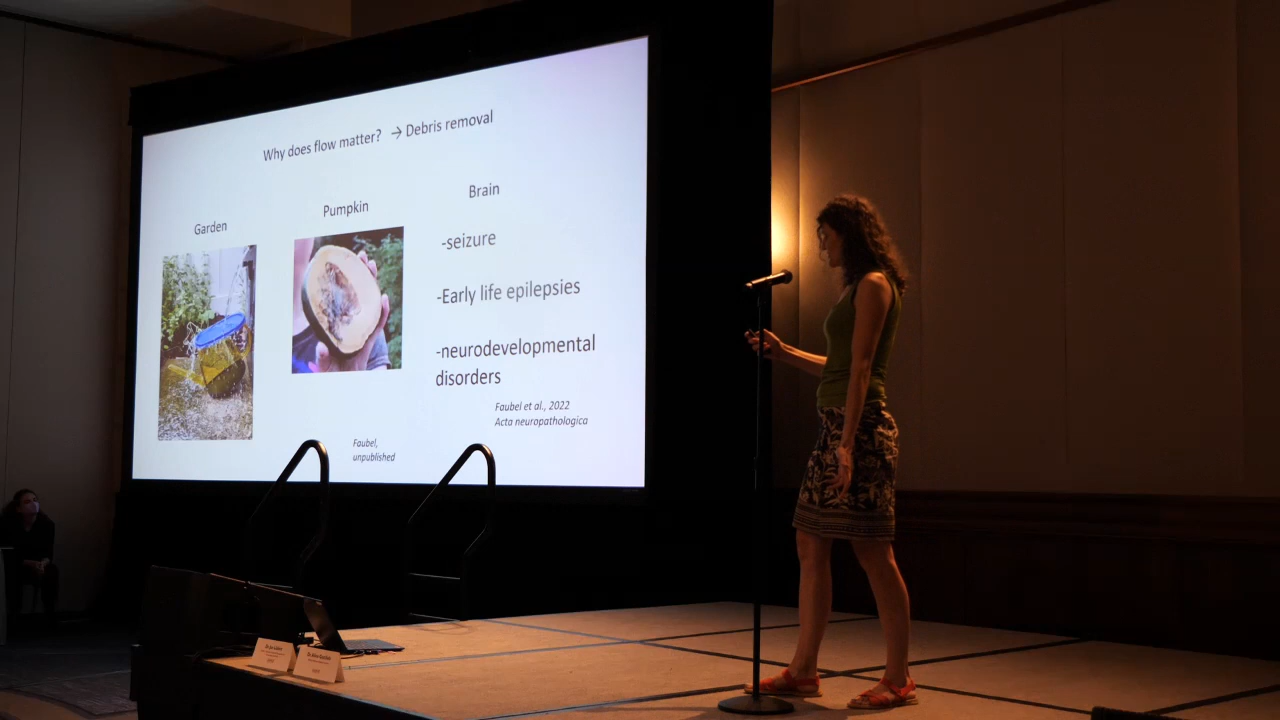 Why does flow matter? → Debris removal
Garden
Pumpkin
Brain
-seizure
-Early life epilepsies
-neurodevelopmental
disorders
Faubel et al., 2022
Acta neuropathologica
Faubel,
unpublished